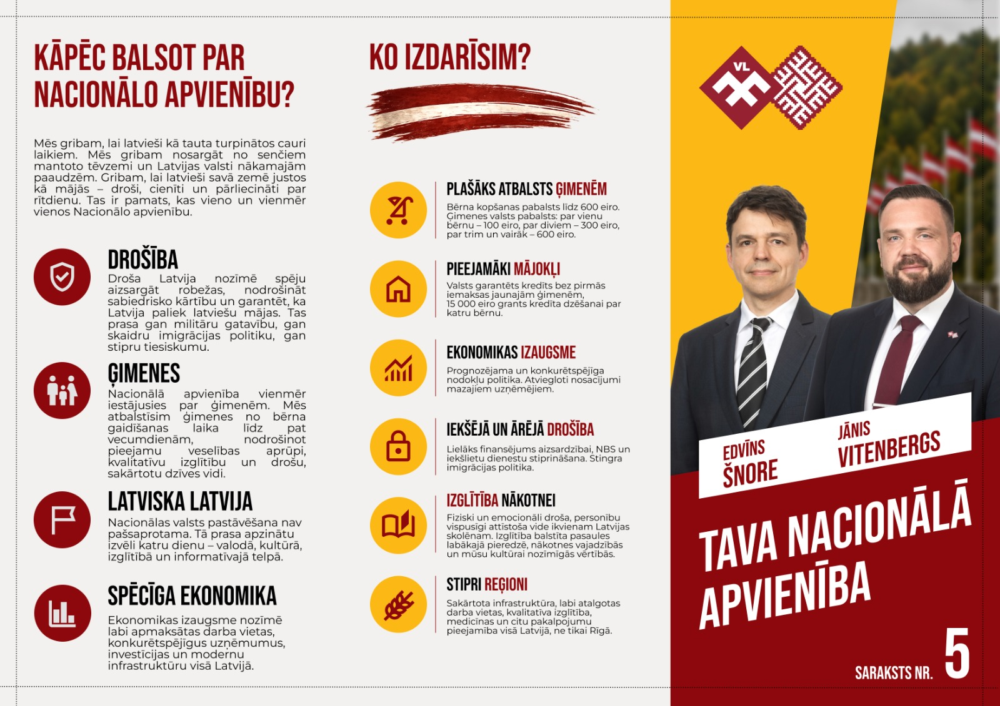 KĀPĒC BALSOT PAR
NACIONĀLO APVIENĪBU?
Mēs gribam, lai latvieši kā tauta turpinātos cauri
laikiem. Mēs gribam nosargāt no senčiem
mantoto tēvzemi un Latvijas valsti nākamajām
paaudzēm. Gribam, lai latvieši savā zemē justos
kā mājās – droši, cienīti un pārliecināti par
rītdienu. Tas ir pamats, kas vieno un vienmēr
vienos Nacionālo apvienību.
DROŠĪBA
Droša Latvija nozīmē spēju
aizsargāt robežas, nodrošināt
sabiedrisko kārtību un garantēt, ka
Latvija paliek latviešu mājas. Tas
prasa gan militāru gatavību, gan
skaidru imigrācijas politiku, gan
stipru tiesiskumu.
ĢIMENES
Nacionālā apvienība vienmēr
iestājusies par ģimenēm. Mēs
atbalstīsim ģimenes no bērna
gaidīšanas laika līdz pat
vecumdienām, nodrošinot
pieejamu veselības aprūpi,
kvalitatīvu izglītību un drošu,
sakārtotu dzīves vidi.
LATVISKA LATVIJA
Nacionālas valsts pastāvēšana nav
pašsaprotama. Tā prasa apzinātu
izvēli katru dienu – valodā, kultūrā,
izglītībā un informatīvajā telpā.
SPĒCĪGA EKONOMIKA
Ekonomikas izaugsme nozīmē
labi apmaksātas darba vietas,
konkurētspējīgus uzņēmumus,
investīcijas un modernu
infrastruktūru visā Latvijā.
KO IZDARĪSIM?
PLAŠĀKS ATBALSTS ĢIMENĒM
Bērna kopšanas pabalsts līdz 600 eiro.
Ģimenes valsts pabalsts: par vienu
bērnu – 100 eiro, par diviem – 300 eiro,
par trim un vairāk – 600 eiro.
PIEEJAMĀKI MĀJOKĻI
Valsts garantēts kredīts bez pirmās
iemaksas jaunajām ģimenēm,
15 000 eiro grants kredīta dzēšanai par
katru bērnu.
EKONOMIKAS IZAUGSME
Prognozējama un konkurētspējīga
nodokļu politika. Atviegloti nosacījumi
mazajiem uzņēmējiem.
IEKŠĒJĀ UN ĀRĒJĀ DROŠĪBA
Lielāks finansējums aizsardzībai, NBS un
iekšlietu dienestu stiprināšana. Stingra
imigrācijas politika.
IZGLĪTĪBA NĀKOTNEI
Fiziski un emocionāli droša, personību
vispusīgi attīstoša vide ikvienam Latvijas
skolēnam. Izglītība balstīta pasaules
labākajā pieredzē, nākotnes vajadzībās
un mūsu kultūrai nozīmīgās vērtībās.
STIPRI REĢIONI
Sakārtota infrastruktūra, labi atalgotas
darba vietas, kvalitatīva izglītība,
medicīnas un citu pakalpojumu
pieejamība visā Latvijā, ne tikai Rīgā.
VL
EDVĪNS
ŠNORE
JĀNIS
VITENBERGS
TAVA NACIONĀLĀ
APVIENĪBA
SARAKSTS NR. 5